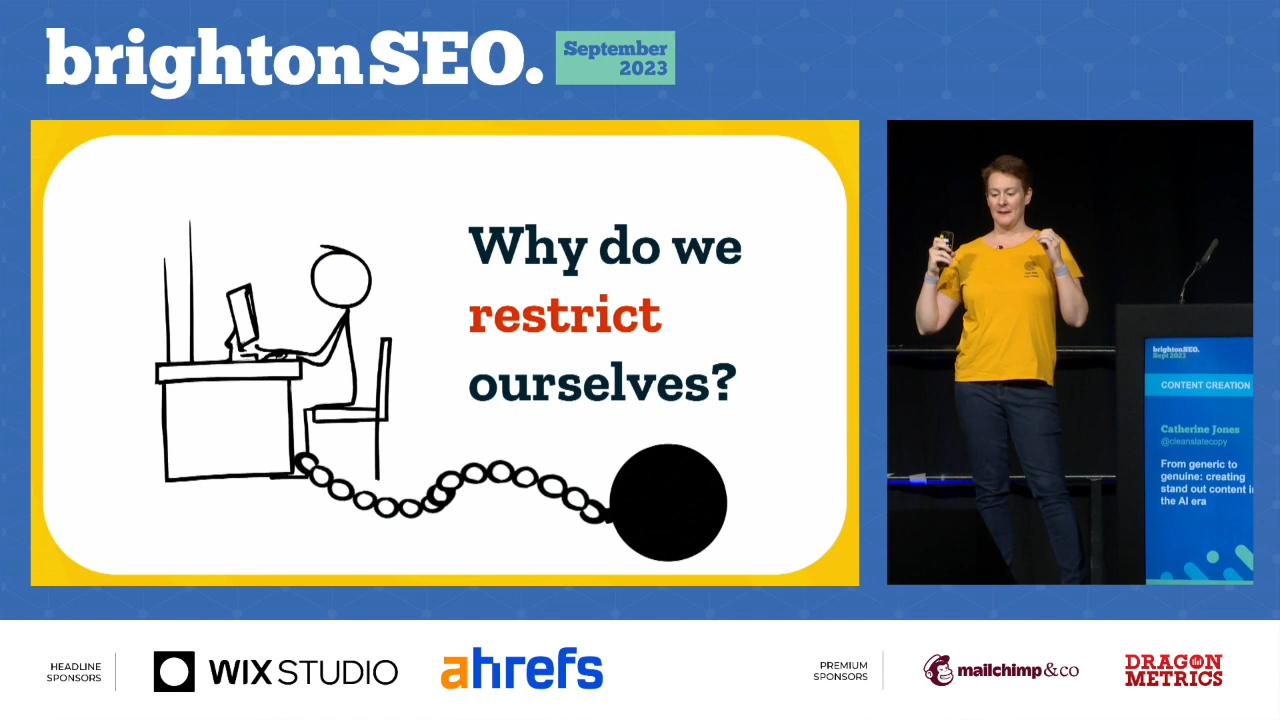 brightonSEO.
September
2023
Why do we
restrict
ourselves?
brightonSEO.
Sept 2023
CONTENT CREATION
Catherine Jones
@cleanslatecopy
From generic to
genuine: creating
stand out content in
the AI era
HEADLINE
SPONSORS
WIX STUDIO
ahrefs
PREMIUM
SPONSORS
mailchimp&co
DRAGON
METRICS